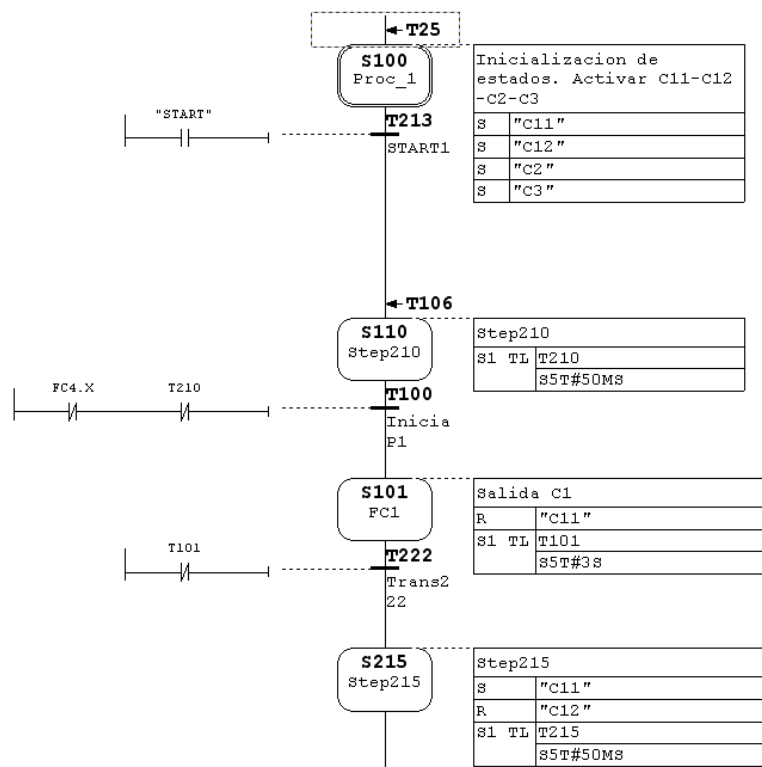 T25
S100
Proc_1
Inicializacion de
estados. Activar C11-C12
-C2-C3
S "C11"
S "C12"
S "C2"
S "C3"
"START"
T213
START1
T106
S110
Step210
Step210
S1 TL T210
S5T#50MS
FC4.X T210
T100
Inicia
P1
S101
FC1
Salida C1
R "C11"
S1 TL T101
S5T#3S
T101
T222
Trans2
22
S215
Step215
Step215
S "C11"
R "C12"
S1 TL T215
S5T#50MS